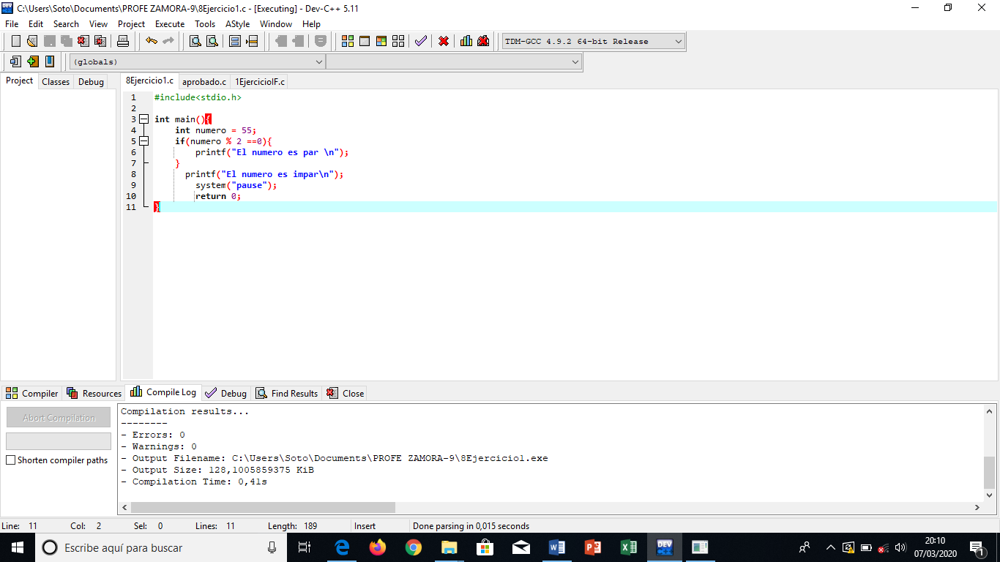 C:\Users\Soto\Documents\PROFE ZAMORA-9\8Ejercicio1.c - [Executing] - Dev-C++ 5.11
File Edit Search View Project Execute Tools AStyle Window Help
TDM-GCC 4.9.2 64-bit Release
(globals)
Project Classes Debug 8Ejercicio1.c aprobado.c 1EjercicioIF.c
1 #include<stdio.h>
2
3 int main(){
4 int numero = 55;
5 if(numero % 2 ==0){
6 printf("El numero es par \n");
7 }
8 printf("El numero es impar\n");
9 system("pause");
10 return 0;
11 }
Compiler Resources Compile Log Debug Find Results Close
Abort Compilation
Shorten compiler paths
Compilation results...
--------
- Errors: 0
- Warnings: 0
- Output Filename: C:\Users\Soto\Documents\PROFE ZAMORA-9\8Ejercicio1.exe
- Output Size: 128,1005859375 KiB
- Compilation Time: 0,41s
Line: 11 Col: 2 Sel: 0 Lines: 11 Length: 189 Insert Done parsing in 0,015 seconds
Escribe aquí para buscar
20:10
07/03/2020
1